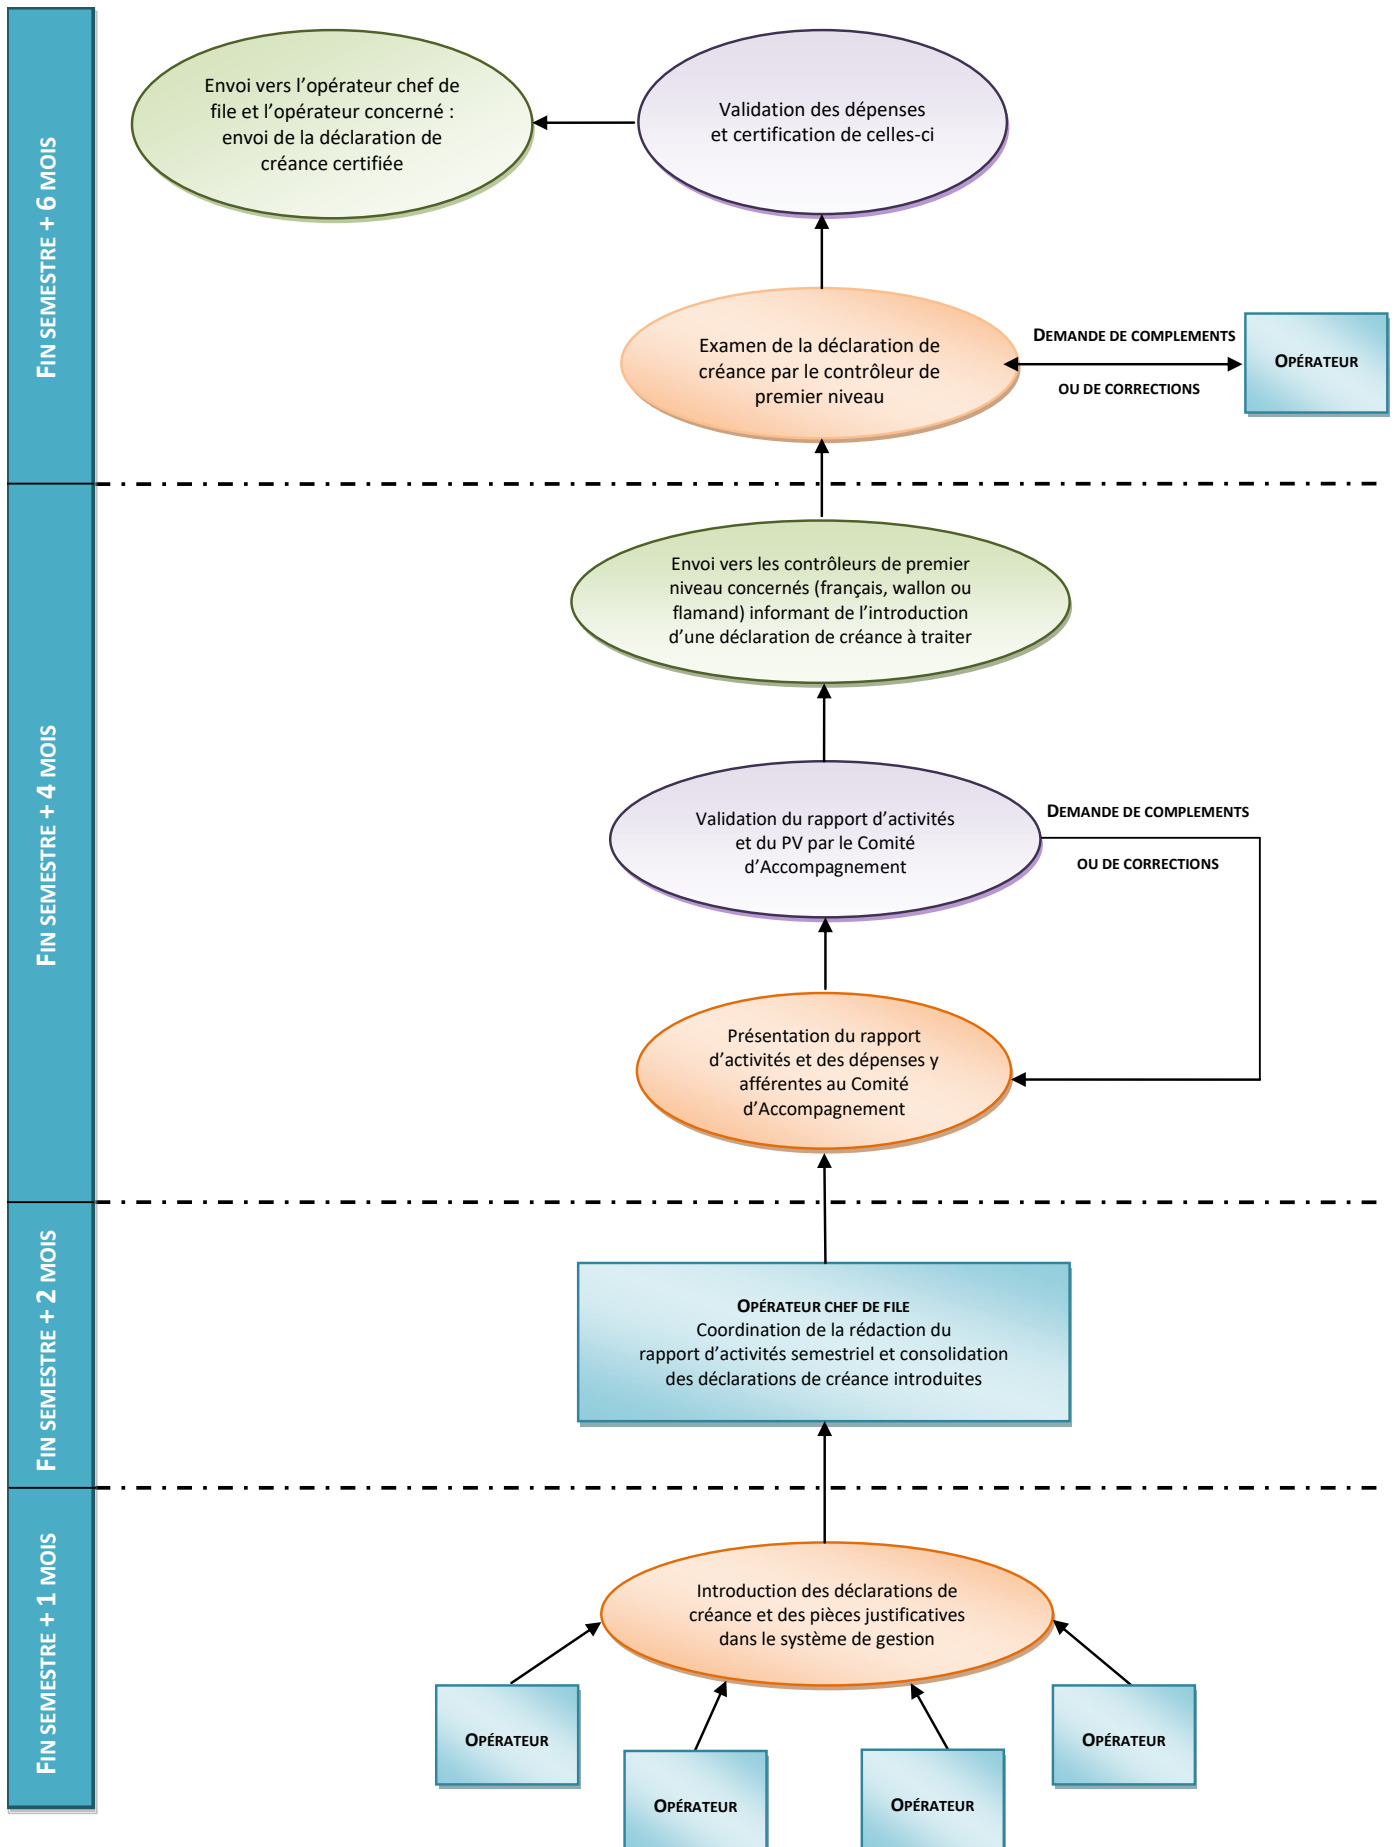 FIN SEMESTRE + 6 MOIS
Envoi vers l’opérateur chef de
file et l’opérateur concerné :
envoi de la déclaration de
créance certifiée
Validation des dépenses
et certification de celles-ci
Examen de la déclaration de
créance par le contrôleur de
premier niveau
DEMANDE DE COMPLEMENTS
OU DE CORRECTIONS
OPÉRATEUR
FIN SEMESTRE + 4 MOIS
Envoi vers les contrôleurs de premier
niveau concernés (français, wallon ou
flamand) informant de l’introduction
d’une déclaration de créance à traiter
Validation du rapport d’activités
et du PV par le Comité
d’Accompagnement
DEMANDE DE COMPLEMENTS
OU DE CORRECTIONS
Présentation du rapport
d’activités et des dépenses y
afférentes au Comité
d’Accompagnement
FIN SEMESTRE + 2 MOIS
OPÉRATEUR CHEF DE FILE
Coordination de la rédaction du
rapport d’activités semestriel et consolidation
des déclarations de créance introduites
FIN SEMESTRE + 1 MOIS
Introduction des déclarations de
créance et des pièces justificatives
dans le système de gestion
OPÉRATEUR
OPÉRATEUR
OPÉRATEUR
OPÉRATEUR